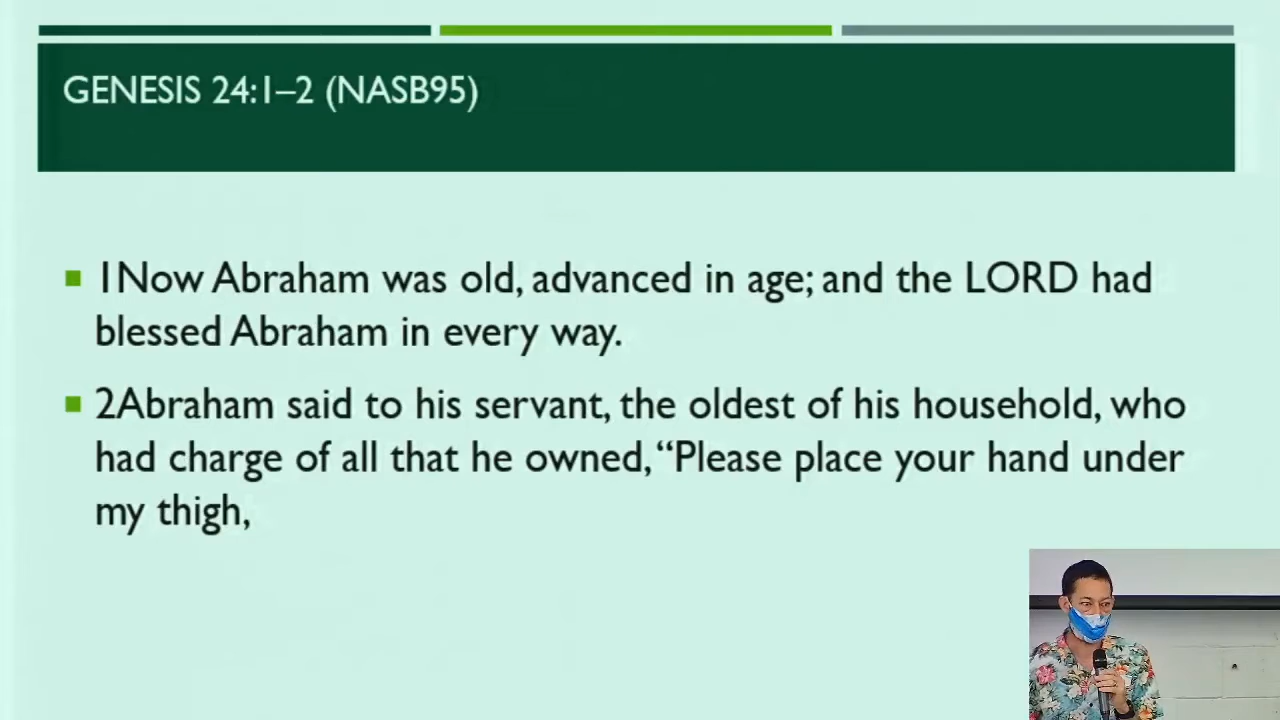 GENESIS 24:1–2 (NASB95)
1Now Abraham was old, advanced in age; and the LORD had
blessed Abraham in every way.
2Abraham said to his servant, the oldest of his household, who
had charge of all that he owned, “Please place your hand under
my thigh,